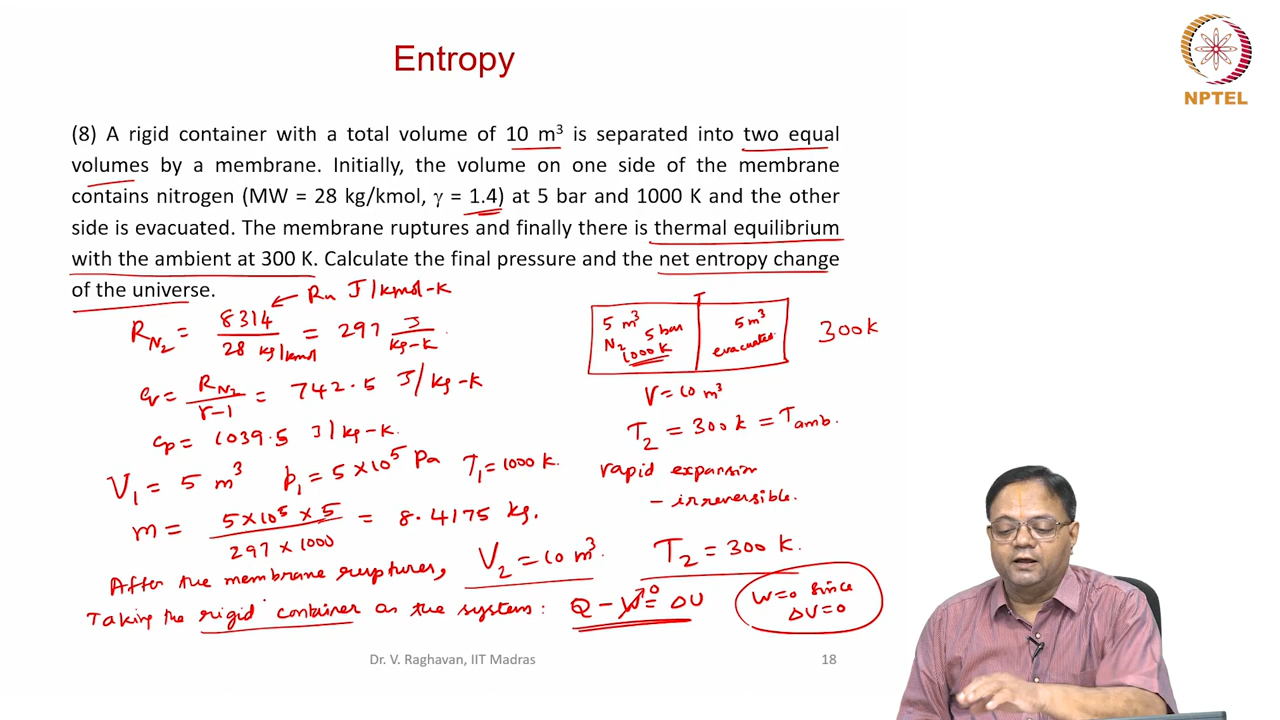 Entropy
NPTEL
(8) A rigid container with a total volume of 10 m³ is separated into two equal
volumes by a membrane. Initially, the volume on one side of the membrane
contains nitrogen (MW = 28 kg/kmol, γ = 1.4) at 5 bar and 1000 K and the other
side is evacuated. The membrane ruptures and finally there is thermal equilibrium
with the ambient at 300 K. Calculate the final pressure and the net entropy change
of the universe.
← Ru J/kmol-K
R_N₂ = 8314 / 28 kg/kmol = 297 J/kg-K
cv = R_N₂ / γ-1 = 742.5 J/kg-K
cp = 1039.5 J/kg-K.
V₁ = 5 m³ p₁ = 5 × 10⁵ Pa T₁ = 1000 K.
m = 5×10⁵ × 5 / 297 × 1000 = 8.4175 kg.
5 m³
N₂ 5 bar
1000K
5 m³
evacuated
300K
V = 10 m³
T₂ = 300 K = Tamb.
rapid expansion
- irreversible.
After the membrane ruptures, V₂ = 10 m³. T₂ = 300 K.
Taking the rigid container as the system: Q - W⁰ = ΔU
W=0 since
ΔV=0
Dr. V. Raghavan, IIT Madras
18